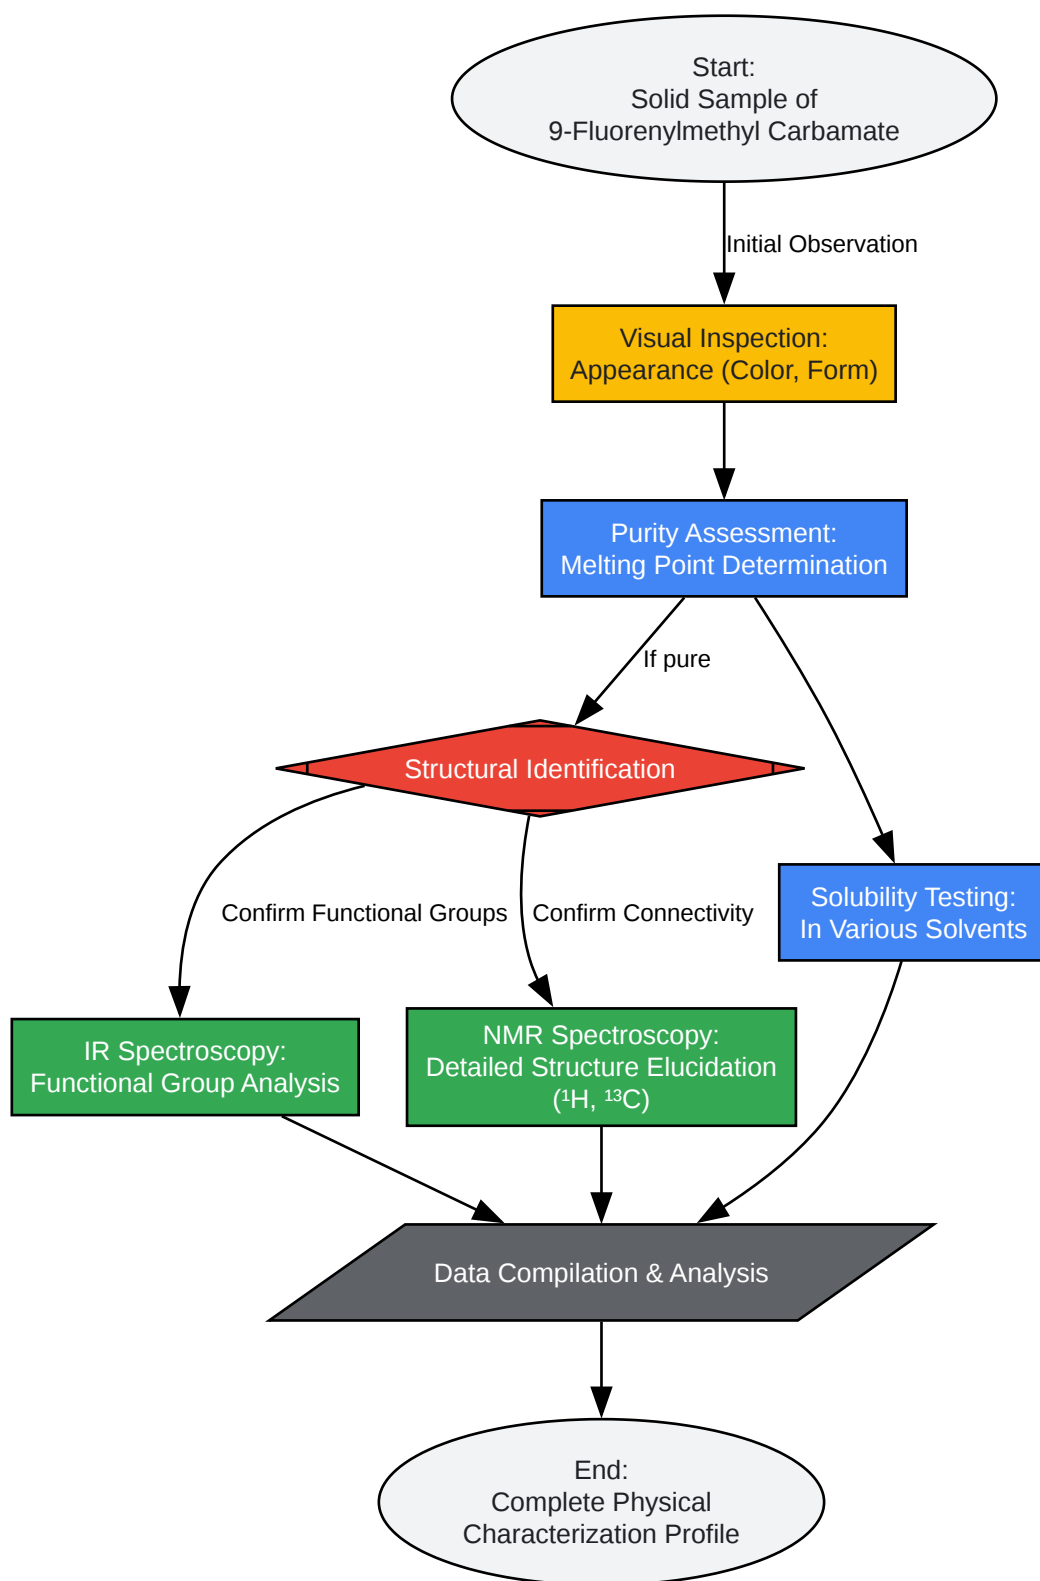 Start:
Solid Sample of
9-Fluorenylmethyl Carbamate
Initial Observation
Visual Inspection:
Appearance (Color, Form)
Purity Assessment:
Melting Point Determination
If pure
Structural Identification
Confirm Functional Groups
Confirm Connectivity
Solubility Testing:
In Various Solvents
IR Spectroscopy:
Functional Group Analysis
NMR Spectroscopy:
Detailed Structure Elucidation
(¹H, ¹³C)
Data Compilation & Analysis
End:
Complete Physical
Characterization Profile